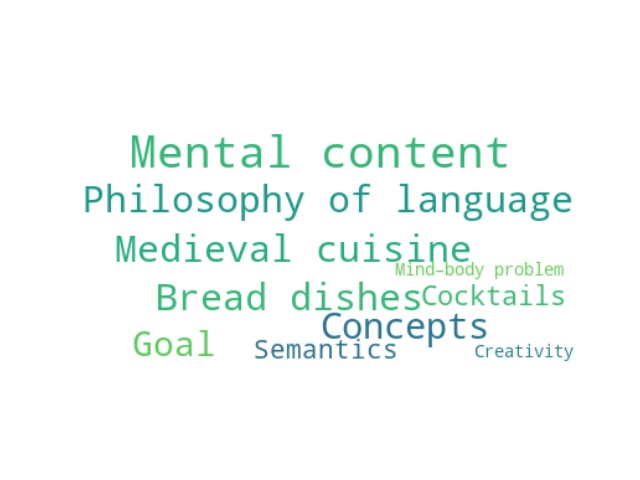 Mental content
Philosophy of language
Medieval cuisine
Mind-body problem
Bread dishes
Cocktails
Concepts
Goal
Semantics
Creativity